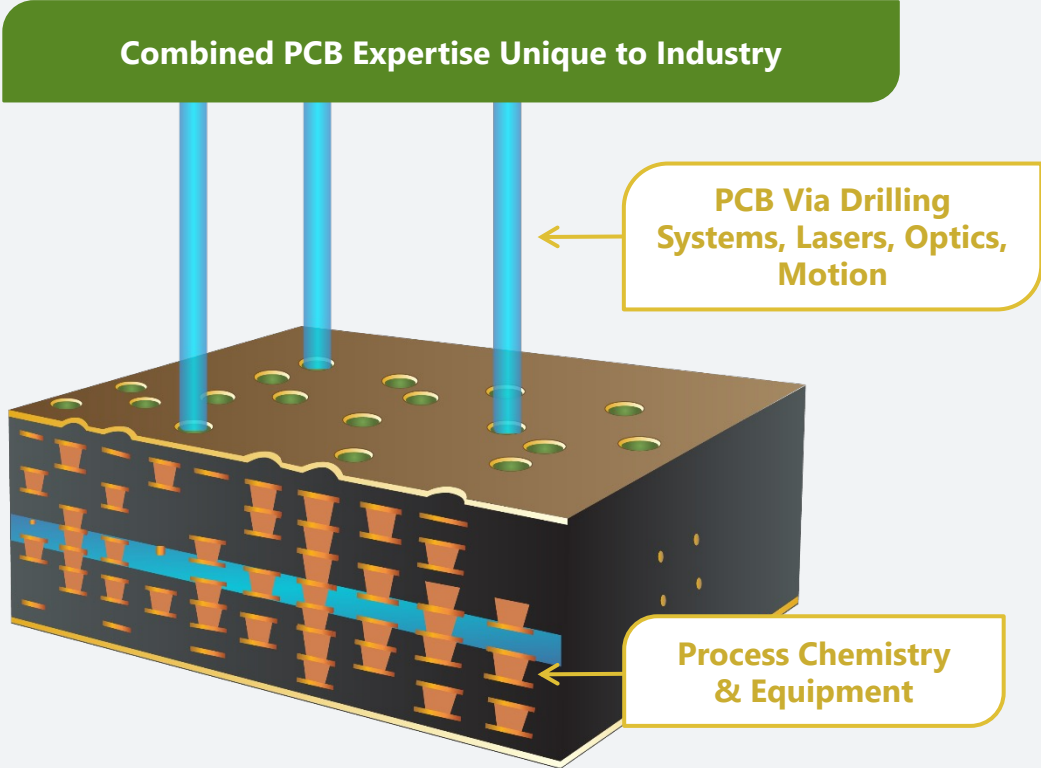 Combined PCB Expertise Unique to Industry
PCB Via Drilling
Systems, Lasers, Optics,
Motion
Process Chemistry
& Equipment